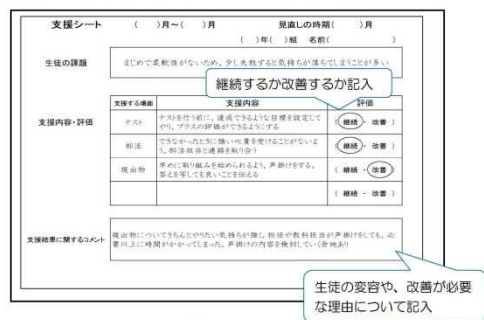 支援シート ( )月～( )月 見直しの時期( )月
( )年( )組 名前( )
生徒の課題
まじめで柔軟性がないため、少し失敗すると気持ちが落ちてしまうことが多い
継続するか改善するか記入
支援する場面 支援内容 評価
支援内容・評価
テスト
テストを行う前に、達成できるような目標を設定して
やり、プラスの評価ができるようにする
( 継続 ・ 改善 )
部活
できなかったときに強い叱責を受けることがないよ
う、部活担当と連絡を取り合う
( 継続 ・ 改善 )
提出物
早めに取り組みを始められるよう、声掛けをする。
答えを写しても良いことを伝える
( 継続 ・ 改善 )
( 継続 ・ 改善 )
支援結果に関するコメント
提出物についてきちんとやりたい気持ちが強く、担任や教科担当が声掛けをしても、必
要以上に時間がかかってしまった。声掛けの内容を検討していく余地あり
生徒の変容や、改善が必要
な理由について記入